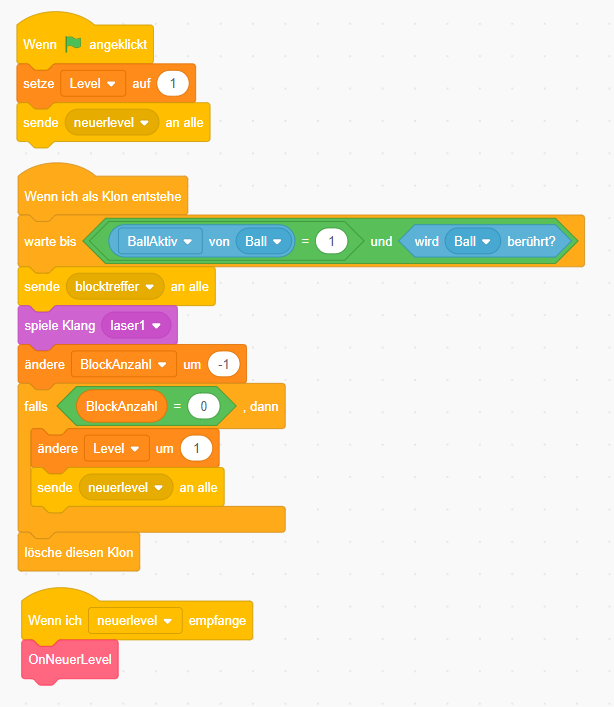 Wenn angeklickt
setze Level auf 1
sende neuerlevel an alle
Wenn ich als Klon entstehe
warte bis BallAktiv von Ball = 1 und wird Ball berührt?
sende blocktreffer an alle
spiele Klang laser1
ändere BlockAnzahl um -1
falls BlockAnzahl = 0 , dann
ändere Level um 1
sende neuerlevel an alle
lösche diesen Klon
Wenn ich neuerlevel empfange
OnNeuerLevel